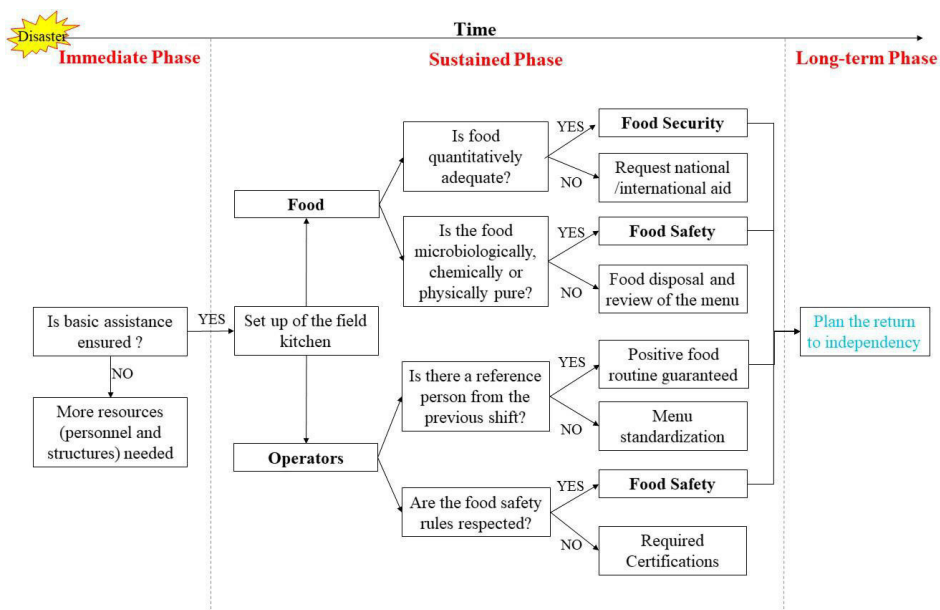 Disaster
Time
Immediate Phase
Sustained Phase
Long-term Phase
Is basic assistance
ensured ?
YES
NO
More resources
(personnel and
structures) needed
Set up of the field
kitchen
Food
Is food
quantitatively
adequate?
YES
Food Security
NO
Request national
/international aid
Is the food
microbiologically,
chemically or
physically pure?
YES
Food Safety
NO
Food disposal and
review of the menu
Operators
Is there a reference
person from the
previous shift?
YES
Positive food
routine guaranteed
NO
Menu
standardization
Are the food safety
rules respected?
YES
Food Safety
NO
Required
Certifications
Plan the return
to independency